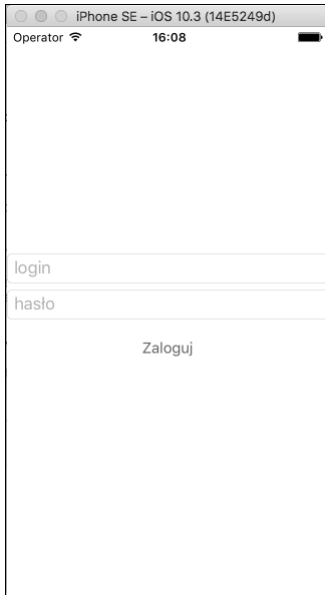 iPhone SE – iOS 10.3 (14E5249d)
Operator 16:08
login
hasło
Zaloguj